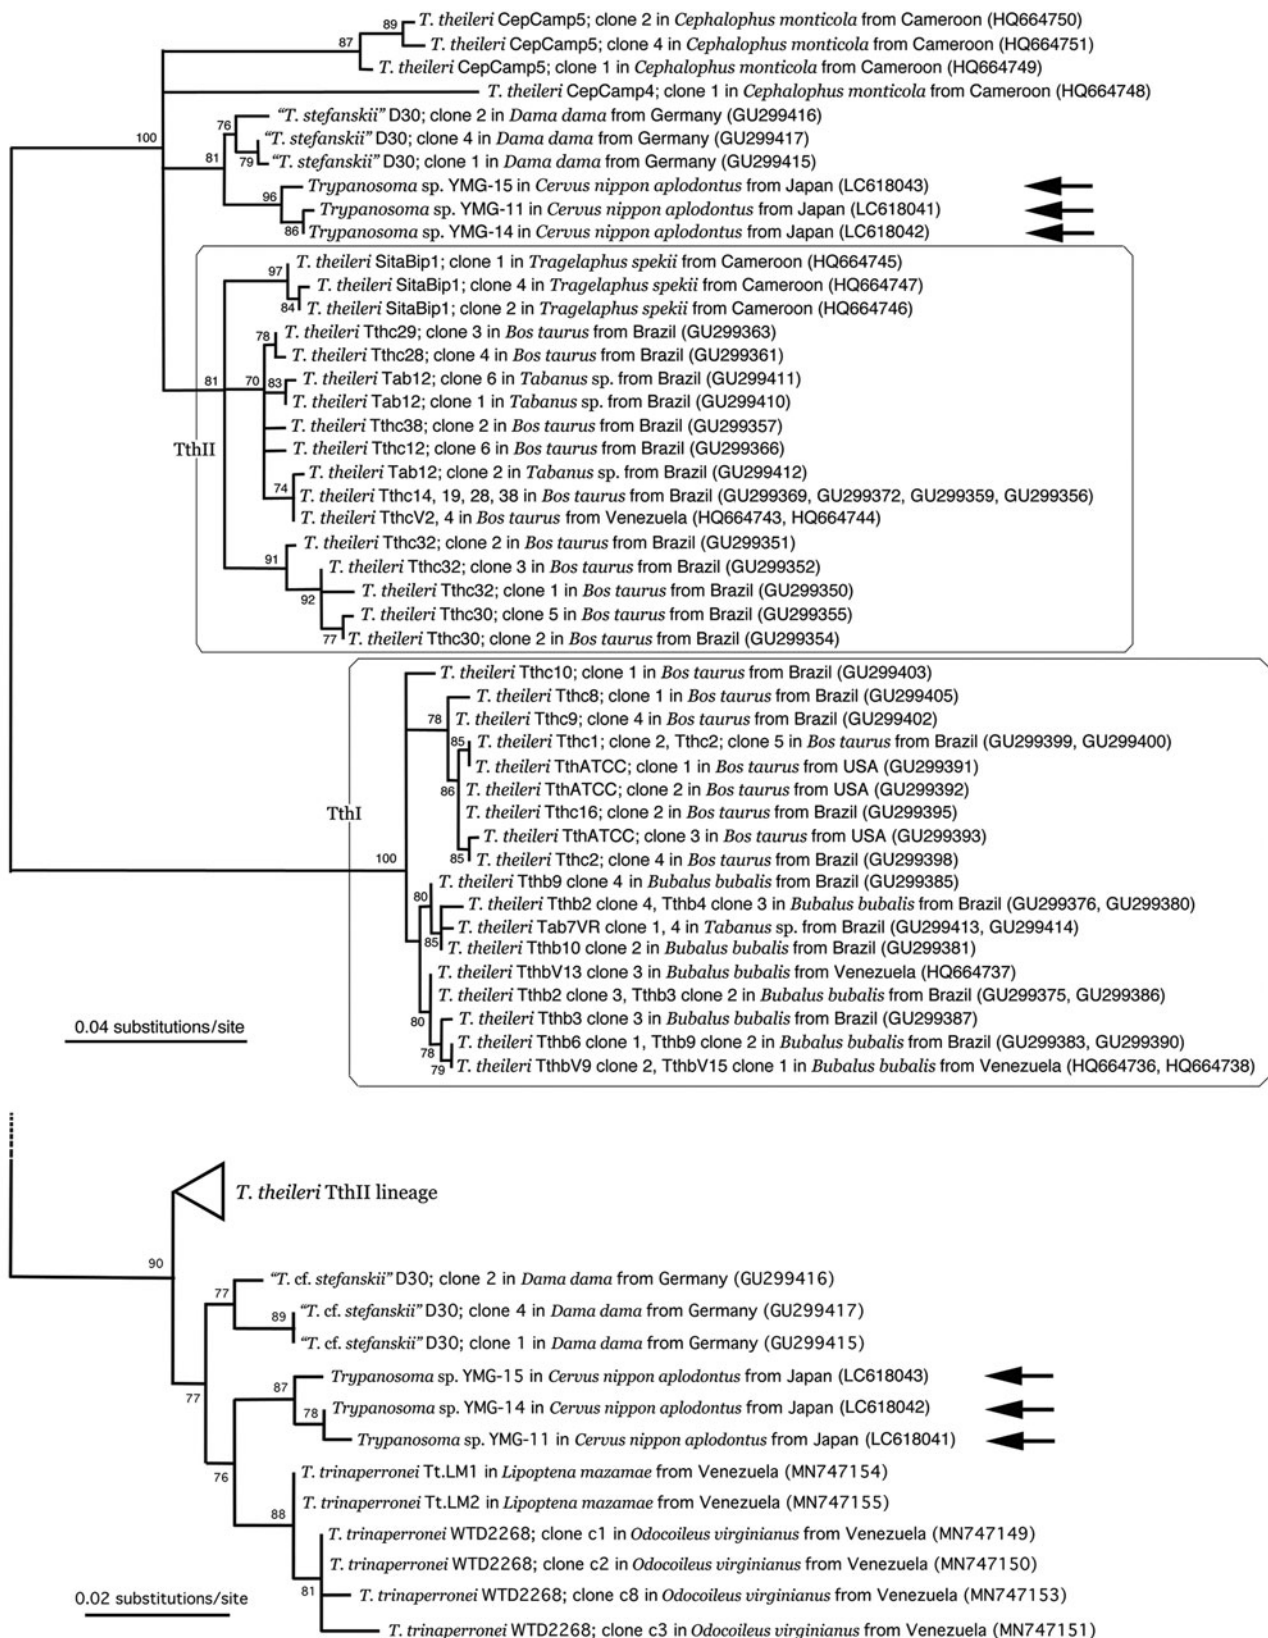 89 T. theileri CepCamp5; clone 2 in Cephalophus monticola from Cameroon (HQ664750)
87 T. theileri CepCamp5; clone 4 in Cephalophus monticola from Cameroon (HQ664751)
T. theileri CepCamp5; clone 1 in Cephalophus monticola from Cameroon (HQ664749)
T. theileri CepCamp4; clone 1 in Cephalophus monticola from Cameroon (HQ664748)
76 "T. stefanskii" D30; clone 2 in Dama dama from Germany (GU299416)
100 "T. stefanskii" D30; clone 4 in Dama dama from Germany (GU299417)
81 79 "T. stefanskii" D30; clone 1 in Dama dama from Germany (GU299415)
96 Trypanosoma sp. YMG-15 in Cervus nippon aplodontus from Japan (LC618043)
Trypanosoma sp. YMG-11 in Cervus nippon aplodontus from Japan (LC618041)
86 Trypanosoma sp. YMG-14 in Cervus nippon aplodontus from Japan (LC618042)
97 T. theileri SitaBip1; clone 1 in Tragelaphus spekii from Cameroon (HQ664745)
T. theileri SitaBip1; clone 4 in Tragelaphus spekii from Cameroon (HQ664747)
84 T. theileri SitaBip1; clone 2 in Tragelaphus spekii from Cameroon (HQ664746)
78 T. theileri Tthc29; clone 3 in Bos taurus from Brazil (GU299363)
T. theileri Tthc28; clone 4 in Bos taurus from Brazil (GU299361)
81 70 83 T. theileri Tab12; clone 6 in Tabanus sp. from Brazil (GU299411)
T. theileri Tab12; clone 1 in Tabanus sp. from Brazil (GU299410)
T. theileri Tthc38; clone 2 in Bos taurus from Brazil (GU299357)
TthII T. theileri Tthc12; clone 6 in Bos taurus from Brazil (GU299366)
T. theileri Tab12; clone 2 in Tabanus sp. from Brazil (GU299412)
74 T. theileri Tthc14, 19, 28, 38 in Bos taurus from Brazil (GU299369, GU299372, GU299359, GU299356)
T. theileri TthcV2, 4 in Bos taurus from Venezuela (HQ664743, HQ664744)
91 T. theileri Tthc32; clone 2 in Bos taurus from Brazil (GU299351)
T. theileri Tthc32; clone 3 in Bos taurus from Brazil (GU299352)
92 T. theileri Tthc32; clone 1 in Bos taurus from Brazil (GU299350)
T. theileri Tthc30; clone 5 in Bos taurus from Brazil (GU299355)
77 T. theileri Tthc30; clone 2 in Bos taurus from Brazil (GU299354)
T. theileri Tthc10; clone 1 in Bos taurus from Brazil (GU299403)
T. theileri Tthc8; clone 1 in Bos taurus from Brazil (GU299405)
78 T. theileri Tthc9; clone 4 in Bos taurus from Brazil (GU299402)
85 T. theileri Tthc1; clone 2, Tthc2; clone 5 in Bos taurus from Brazil (GU299399, GU299400)
T. theileri TthATCC; clone 1 in Bos taurus from USA (GU299391)
86 T. theileri TthATCC; clone 2 in Bos taurus from USA (GU299392)
TthI T. theileri Tthc16; clone 2 in Bos taurus from Brazil (GU299395)
T. theileri TthATCC; clone 3 in Bos taurus from USA (GU299393)
100 85 T. theileri Tthc2; clone 4 in Bos taurus from Brazil (GU299398)
80 T. theileri Tthb9 clone 4 in Bubalus bubalis from Brazil (GU299385)
T. theileri Tthb2 clone 4, Tthb4 clone 3 in Bubalus bubalis from Brazil (GU299376, GU299380)
T. theileri Tab7VR clone 1, 4 in Tabanus sp. from Brazil (GU299413, GU299414)
85 T. theileri Tthb10 clone 2 in Bubalus bubalis from Brazil (GU299381)
T. theileri TthbV13 clone 3 in Bubalus bubalis from Venezuela (HQ664737)
T. theileri Tthb2 clone 3, Tthb3 clone 2 in Bubalus bubalis from Brazil (GU299375, GU299386)
0.04 substitutions/site 80 T. theileri Tthb3 clone 3 in Bubalus bubalis from Brazil (GU299387)
78 T. theileri Tthb6 clone 1, Tthb9 clone 2 in Bubalus bubalis from Brazil (GU299383, GU299390)
79 T. theileri TthbV9 clone 2, TthbV15 clone 1 in Bubalus bubalis from Venezuela (HQ664736, HQ664738)
T. theileri TthII lineage
90
77 "T. cf. stefanskii" D30; clone 2 in Dama dama from Germany (GU299416)
89 "T. cf. stefanskii" D30; clone 4 in Dama dama from Germany (GU299417)
"T. cf. stefanskii" D30; clone 1 in Dama dama from Germany (GU299415)
87 Trypanosoma sp. YMG-15 in Cervus nippon aplodontus from Japan (LC618043)
77 78 Trypanosoma sp. YMG-14 in Cervus nippon aplodontus from Japan (LC618042)
Trypanosoma sp. YMG-11 in Cervus nippon aplodontus from Japan (LC618041)
76 T. trinaperronei Tt.LM1 in Lipoptena mazamae from Venezuela (MN747154)
88 T. trinaperronei Tt.LM2 in Lipoptena mazamae from Venezuela (MN747155)
T. trinaperronei WTD2268; clone c1 in Odocoileus virginianus from Venezuela (MN747149)
T. trinaperronei WTD2268; clone c2 in Odocoileus virginianus from Venezuela (MN747150)
0.02 substitutions/site 81 T. trinaperronei WTD2268; clone c8 in Odocoileus virginianus from Venezuela (MN747153)
T. trinaperronei WTD2268; clone c3 in Odocoileus virginianus from Venezuela (MN747151)